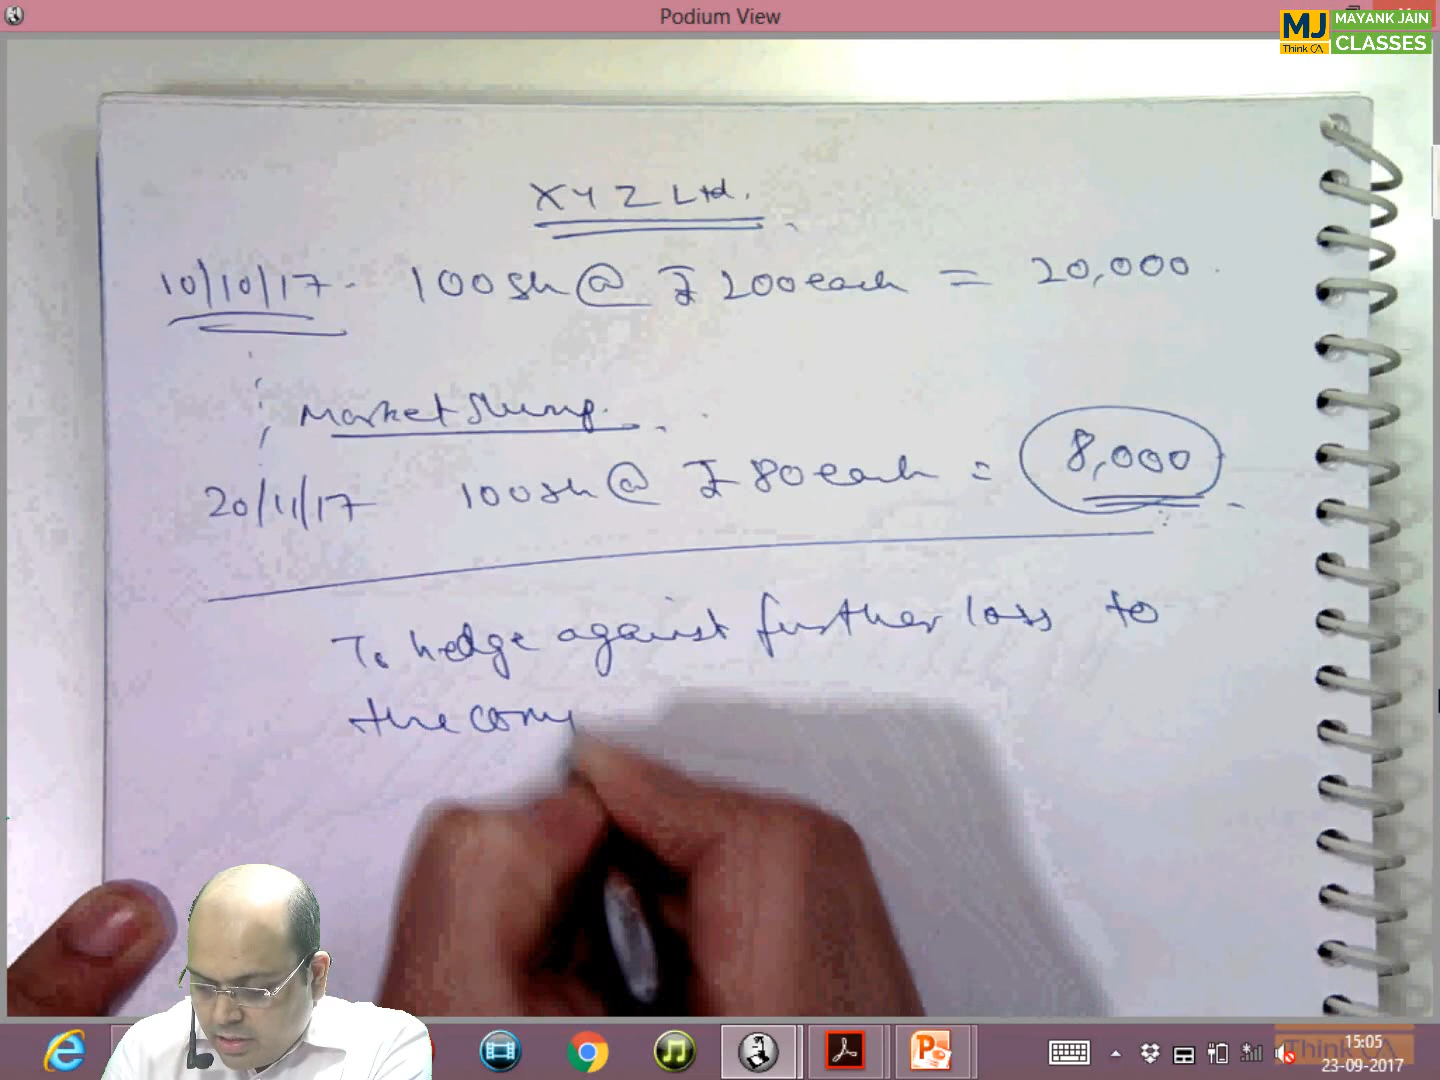 Podium View
MJ
Think CA
MAYANK JAIN
CLASSES
XYZ Ltd.
10/10/17. 100 sh @ ₹ 200 each = 20,000
Market Slump.
20/11/17 100 sh @ ₹ 80 each = 8,000
To hedge against further loss to
the com
Think CA
15:05
23-09-2017